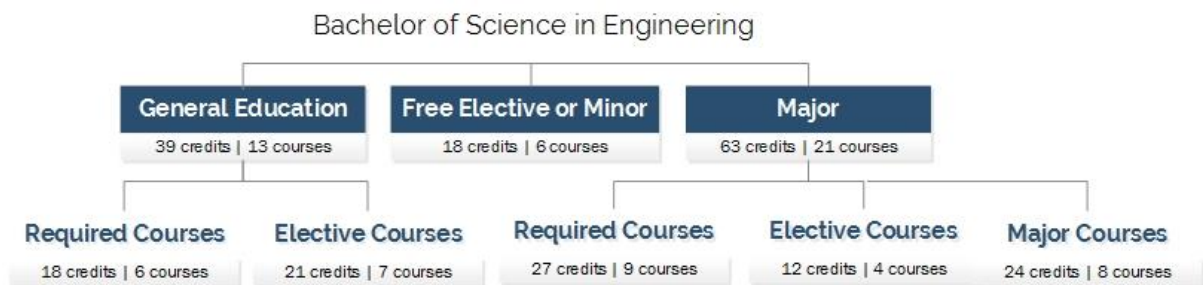 Bachelor of Science in Engineering
General Education
39 credits | 13 courses
Free Elective or Minor
18 credits | 6 courses
Major
63 credits | 21 courses
Required Courses
18 credits | 6 courses
Elective Courses
21 credits | 7 courses
Required Courses
27 credits | 9 courses
Elective Courses
12 credits | 4 courses
Major Courses
24 credits | 8 courses